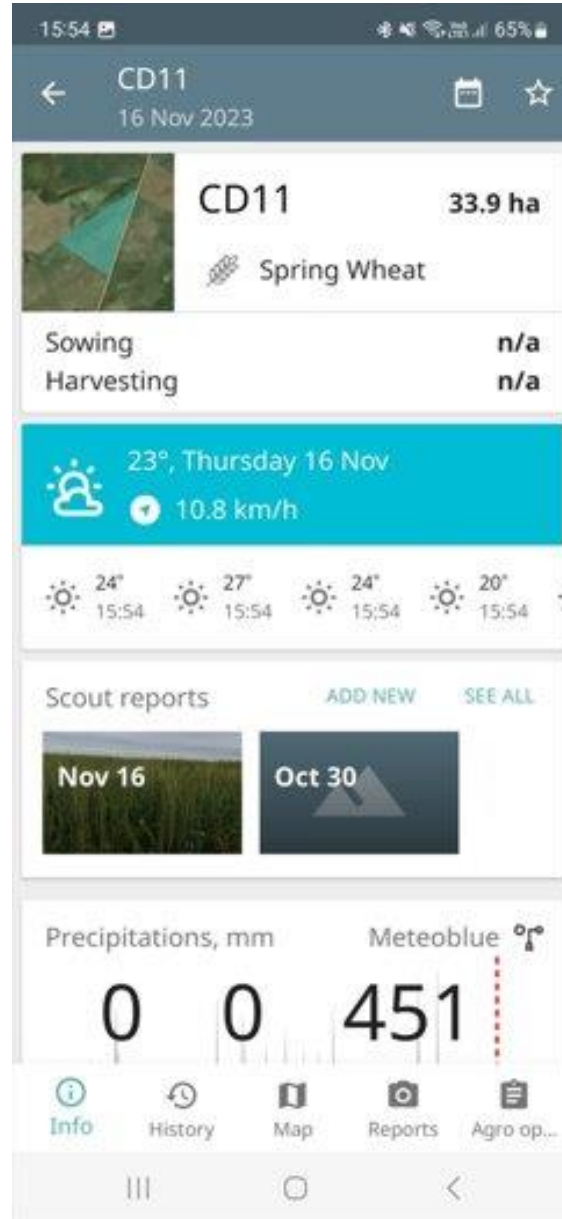 15:54 65%
CD11
16 Nov 2023
CD11 33.9 ha
Spring Wheat
Sowing n/a
Harvesting n/a
23°, Thursday 16 Nov
10.8 km/h
24° 27° 24° 20°
15:54 15:54 15:54 15:54
Scout reports ADD NEW SEE ALL
Nov 16 Oct 30
Precipitations, mm Meteoblue
0 0 451
Info History Map Reports Agro op...